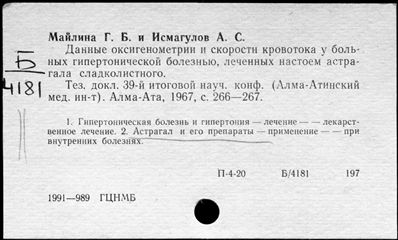 Майлина Г. Б. и Исмагулов А. С.
Данные оксигенометрии и скорости кровотока у боль-
ных гипертонической болезнью, леченных настоем астра-
гала сладколистного.
Б
4181
Тез. докл. 39-й итоговой науч. конф. (Алма-Атинский
мед. ин-т). Алма-Ата, 1967, с. 266—267.
1. Гипертоническая болезнь и гипертония — лечение — — лекарст-
венное лечение. 2. Астрагал и его препараты — применение — — при
внутренних болезнях.
П-4-20 Б/4181 197
1991—989 ГЦНМБ